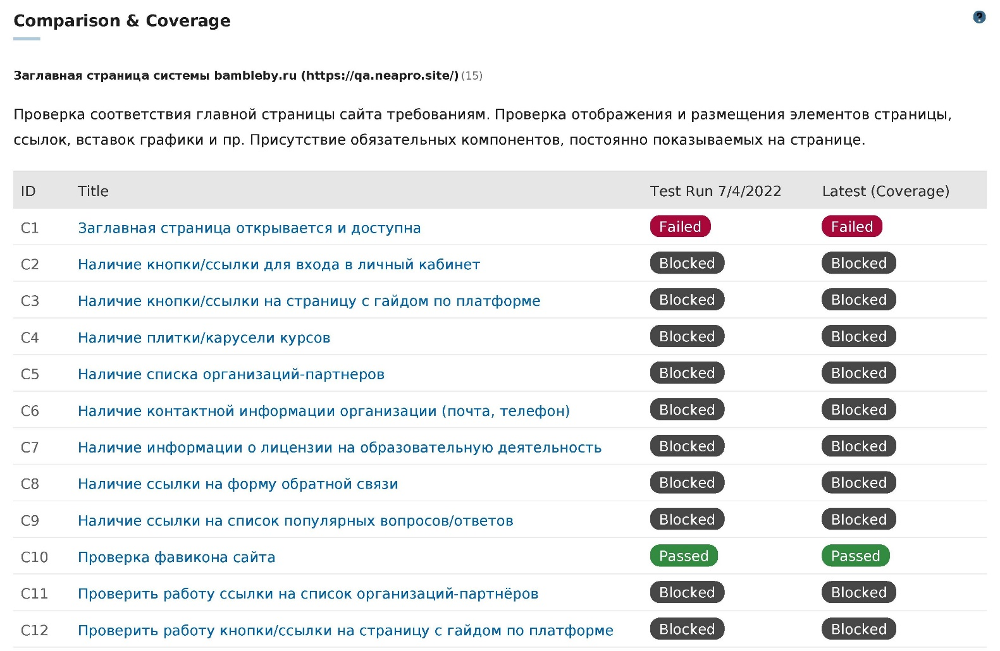 Comparison & Coverage
?
Заглавная страница системы bambleby.ru (https://qa.neapro.site/) (15)
Проверка соответствия главной страницы сайта требованиям. Проверка отображения и размещения элементов страницы,
ссылок, вставок графики и пр. Присутствие обязательных компонентов, постоянно показываемых на странице.
ID Title Test Run 7/4/2022 Latest (Coverage)
C1 Заглавная страница открывается и доступна Failed Failed
C2 Наличие кнопки/ссылки для входа в личный кабинет Blocked Blocked
C3 Наличие кнопки/ссылки на страницу с гайдом по платформе Blocked Blocked
C4 Наличие плитки/карусели курсов Blocked Blocked
C5 Наличие списка организаций-партнеров Blocked Blocked
C6 Наличие контактной информации организации (почта, телефон) Blocked Blocked
C7 Наличие информации о лицензии на образовательную деятельность Blocked Blocked
C8 Наличие ссылки на форму обратной связи Blocked Blocked
C9 Наличие ссылки на список популярных вопросов/ответов Blocked Blocked
C10 Проверка фавикона сайта Passed Passed
C11 Проверить работу ссылки на список организаций-партнёров Blocked Blocked
C12 Проверить работу кнопки/ссылки на страницу с гайдом по платформе Blocked Blocked